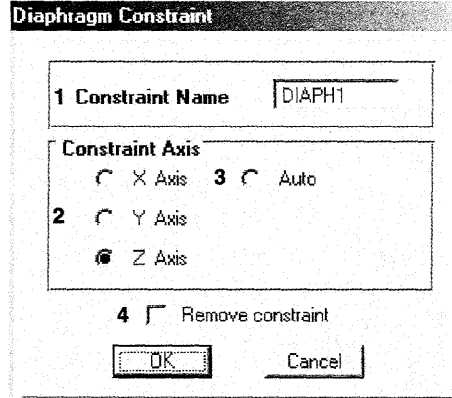 Diaphragm Constraint
1 Constraint Name DIAPH1
Constraint Axis
X Axis 3 Auto
2 Y Axis
Z Axis
4 Remove constraint
OK Cancel